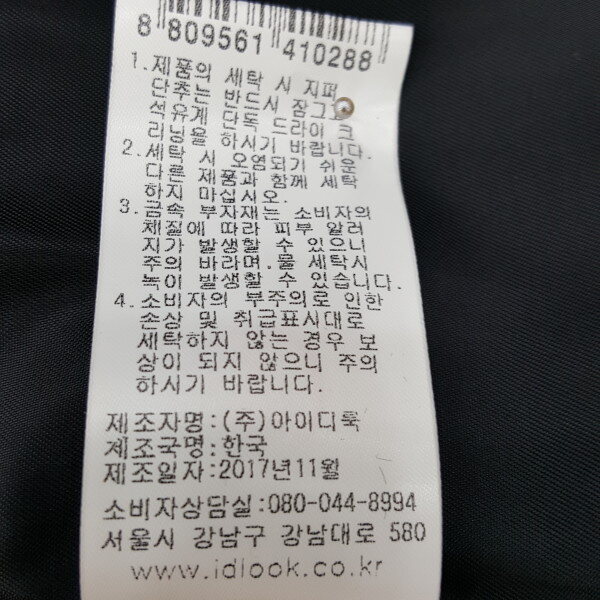 8 809561 410288
1.제품의 세탁 시 지퍼
단추는 반드시 잠그고
석유계 단독 드라이 크
리닝을 하시기 바랍니다.
2.세탁 시 오염되기 쉬운
다른 제품과 함께 세탁
하지 마십시오.
3.금속 부자재는 소비자의
체질에 따라 피부 알러
지가 발생할 수 있으니
주의 바라며.물 세탁시
녹이 발생할 수 있습니다.
4.소비자의 부주의로 인한
손상 및 취급표시대로
세탁하지 않는 경우 보
상이 되지 않으니 주의
하시기 바랍니다.
제조자명:(주)아이디룩
제조국명:한국
제조일자:2017년11월
소비자상담실:080-044-8994
서울시 강남구 강남대로 580
www.idlook.co.kr